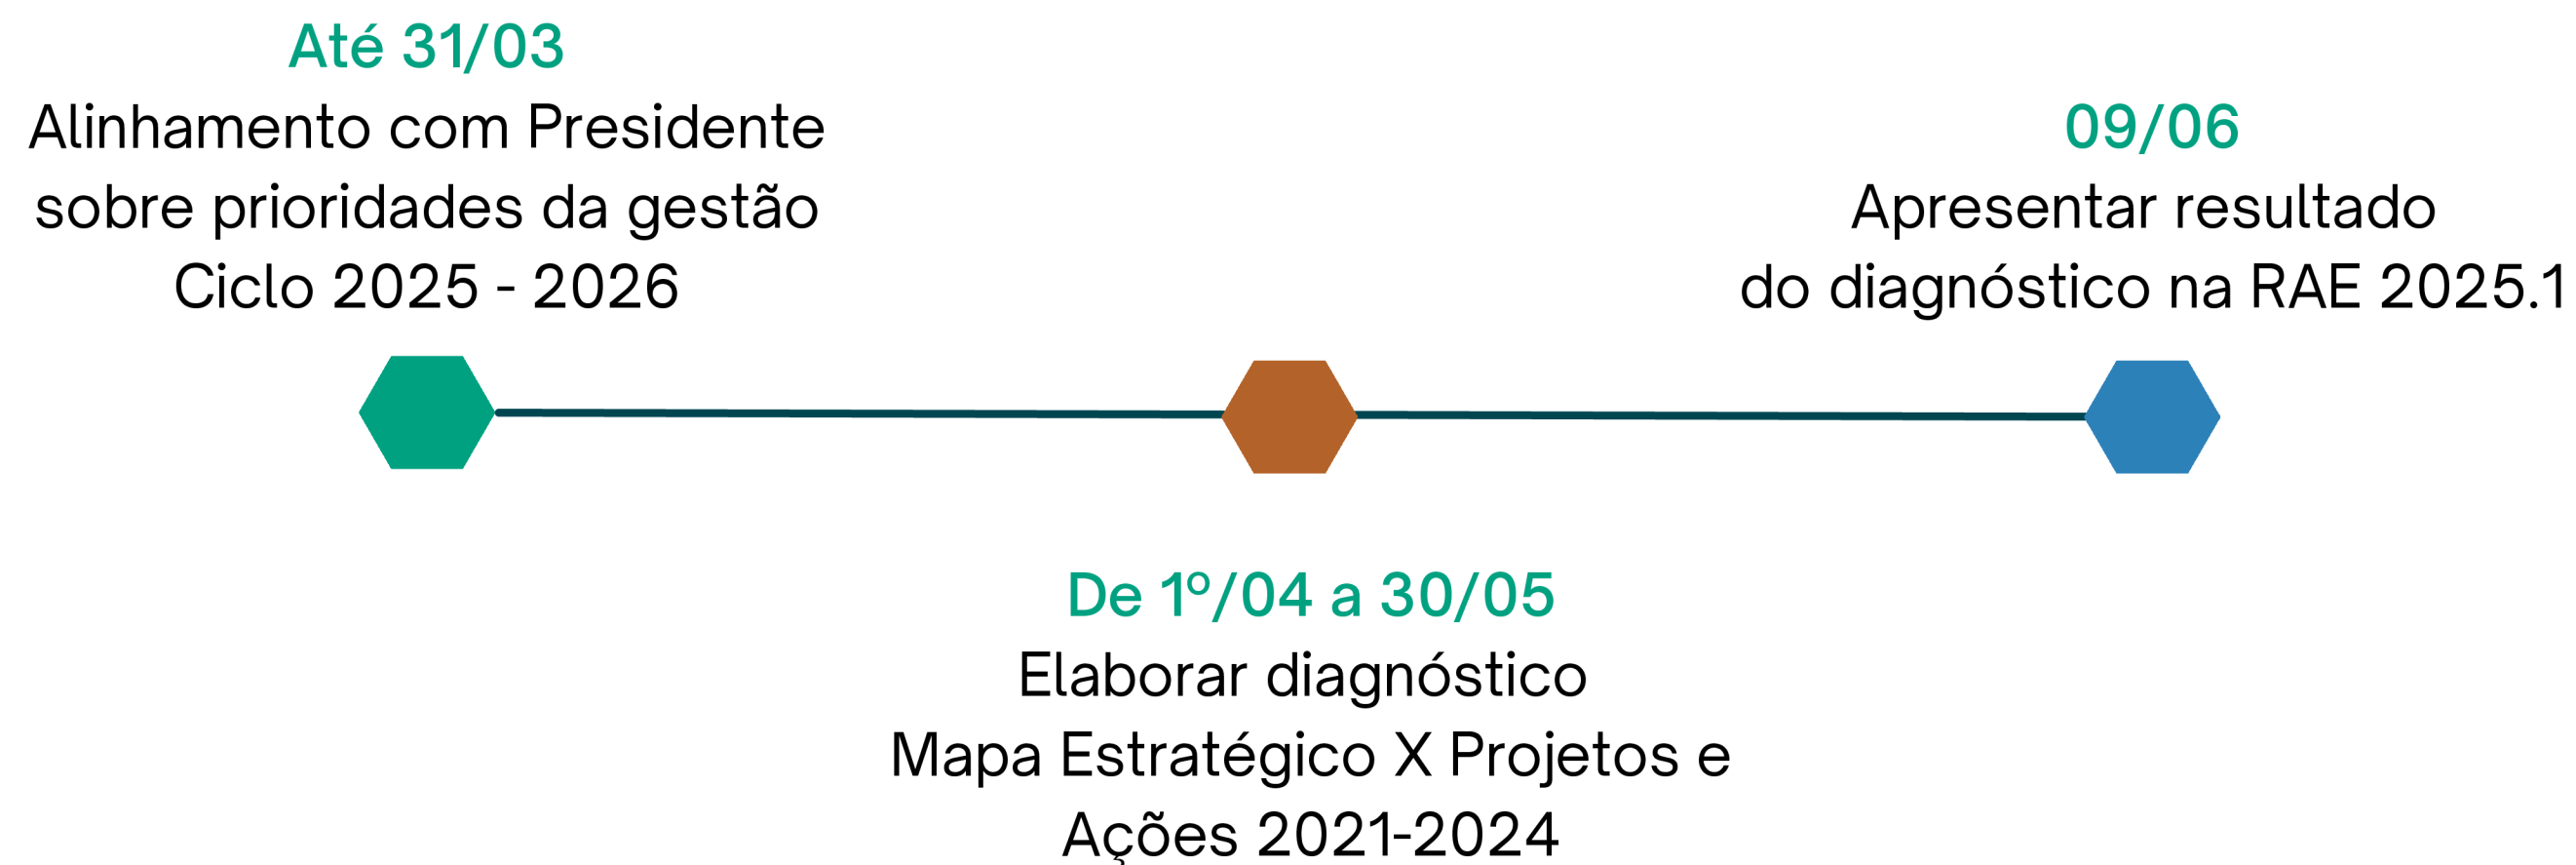 Até 31/03
Alinhamento com Presidente
sobre prioridades da gestão
Ciclo 2025 - 2026
De 1º/04 a 30/05
Elaborar diagnóstico
Mapa Estratégico X Projetos e
Ações 2021-2024
09/06
Apresentar resultado
do diagnóstico na RAE 2025.1